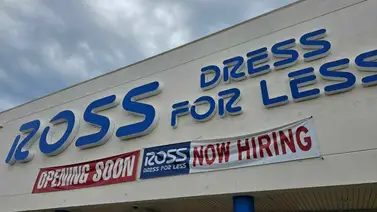 ROSS DRESS
FOR LESS
OPENING SOON ROSS DRESS FOR LESS NOW HIRING